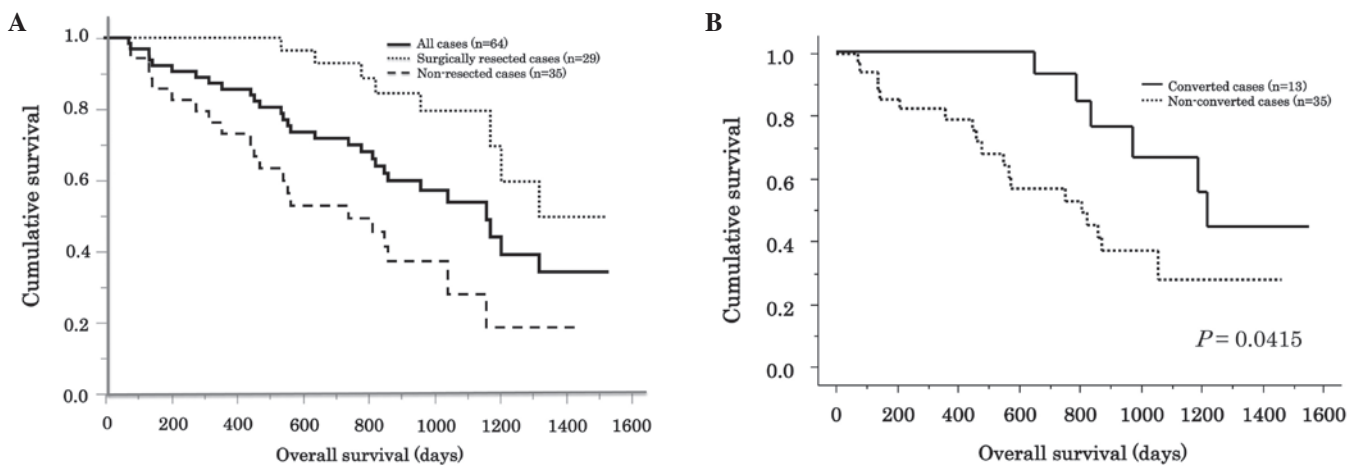 A
Cumulative survival
1.0
0.8
0.6
0.4
0.2
0.0
All cases (n=64)
Surgically resected cases (n=29)
Non-resected cases (n=35)
0 200 400 600 800 1000 1200 1400 1600
Overall survival (days)
B
Cumulative survival
1.0
0.8
0.6
0.4
0.2
0.0
Converted cases (n=13)
Non-converted cases (n=35)
P = 0.0415
0 200 400 600 800 1000 1200 1400 1600
Overall survival (days)